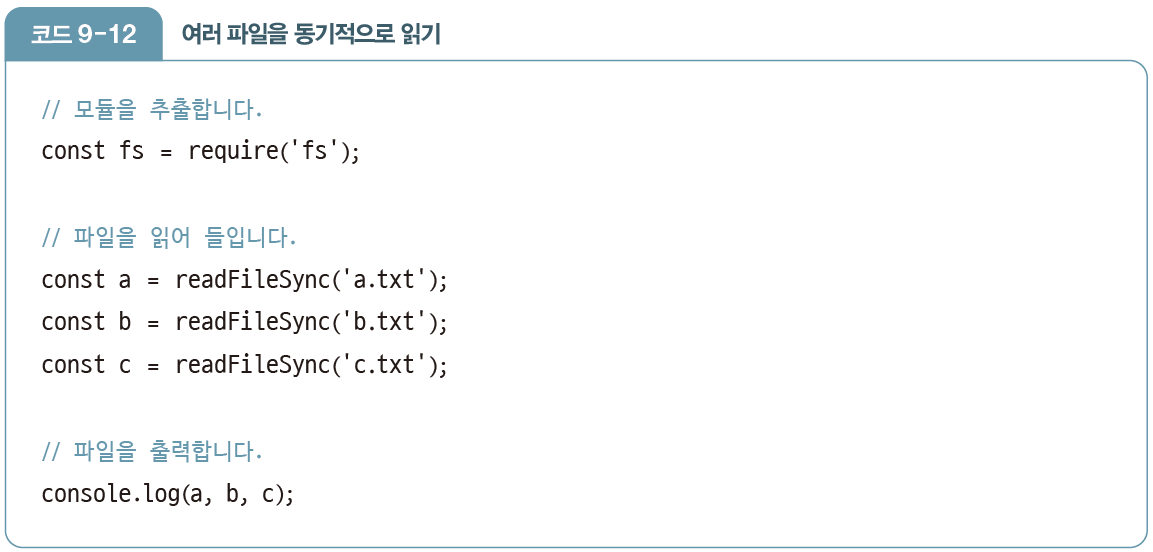 코드 9-12 여러 파일을 동기적으로 읽기
// 모듈을 추출합니다.
const fs = require('fs');
// 파일을 읽어 들입니다.
const a = readFileSync('a.txt');
const b = readFileSync('b.txt');
const c = readFileSync('c.txt');
// 파일을 출력합니다.
console.log(a, b, c);